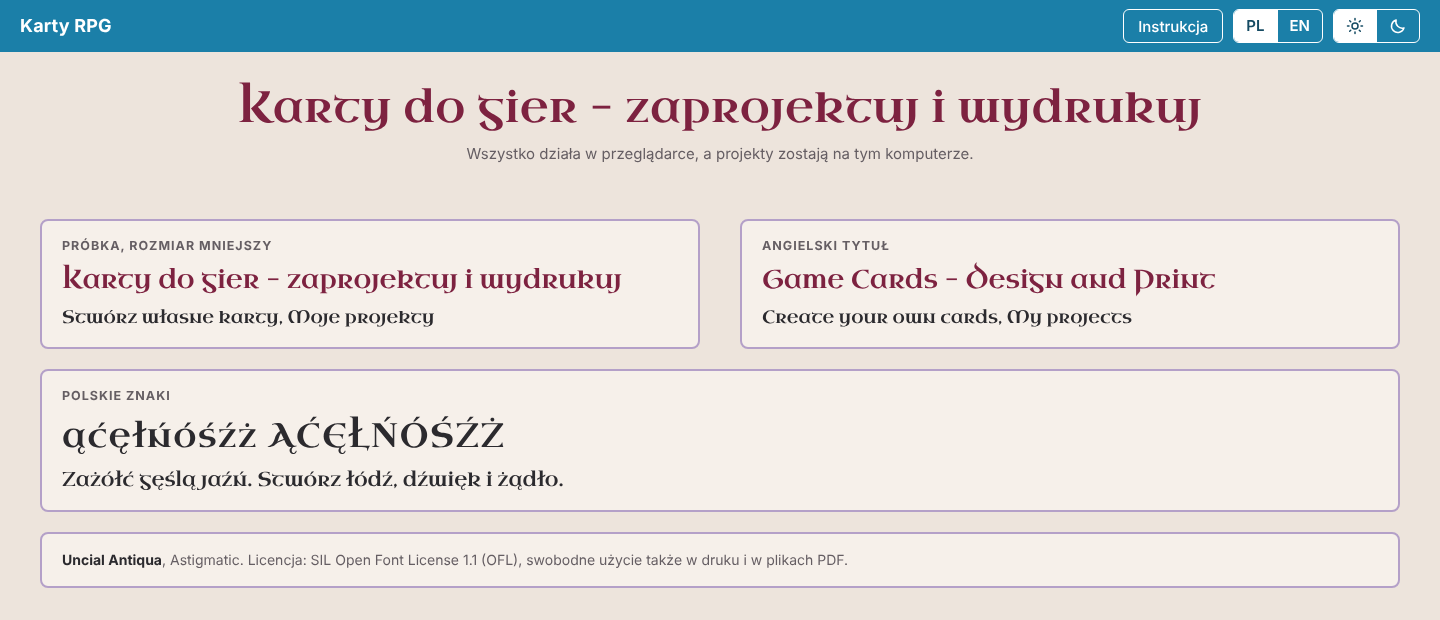 Karty RPG
Instrukcja
PL
EN
Karty do gier – zaprojektuj i wydrukuj
Wszystko działa w przeglądarce, a projekty zostają na tym komputerze.
PRÓBKA, ROZMIAR MNIEJSZY
Karty do gier – zaprojektuj i wydrukuj
Stwórz własne karty, Moje projekty
ANGIELSKI TYTUŁ
Game Cards – Design and Print
Create your own cards, My projects
POLSKIE ZNAKI
ąćęłńóśźż ĄĆĘŁŃÓŚŹŻ
Zażółć gęślą jaźń. Stwórz łódź, dźwięk i żądło.
Uncial Antiqua, Astigmatic. Licencja: SIL Open Font License 1.1 (OFL), swobodne użycie także w druku i w plikach PDF.